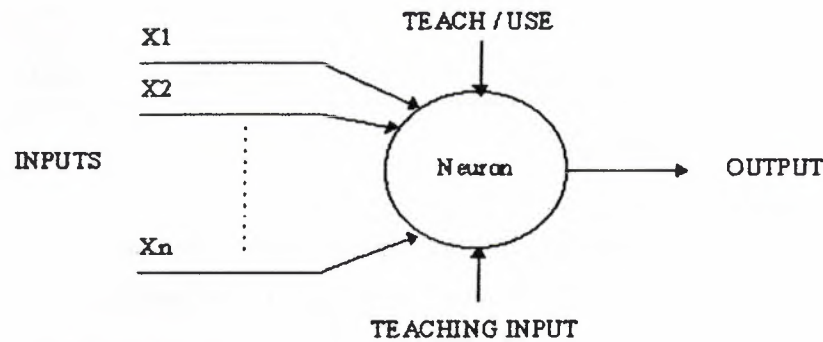 TEACH / USE
X1
X2
INPUTS
Neuron
OUTPUT
Xn
TEACHING INPUT